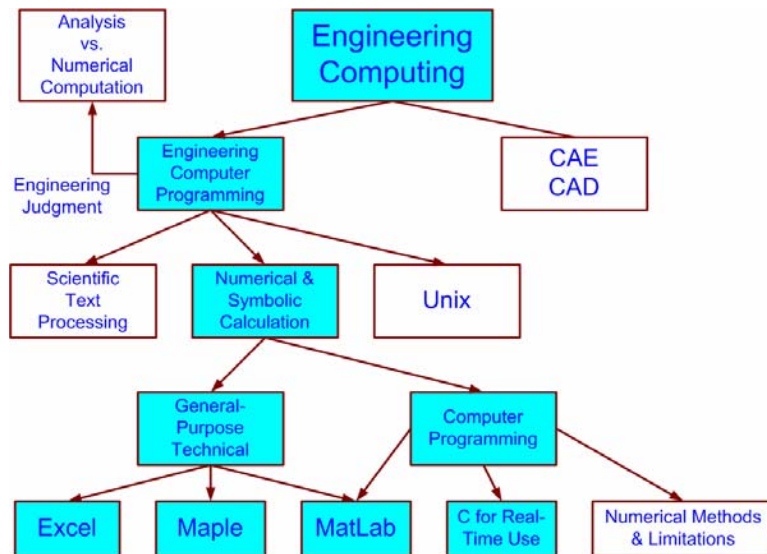 Analysis
vs.
Numerical
Computation
Engineering
Computing
Engineering
Computer
Programming
CAE
CAD
Engineering
Judgment
Scientific
Text
Processing
Numerical &
Symbolic
Calculation
Unix
General-
Purpose
Technical
Computer
Programming
Excel
Maple
MatLab
C for Real-
Time Use
Numerical Methods
& Limitations